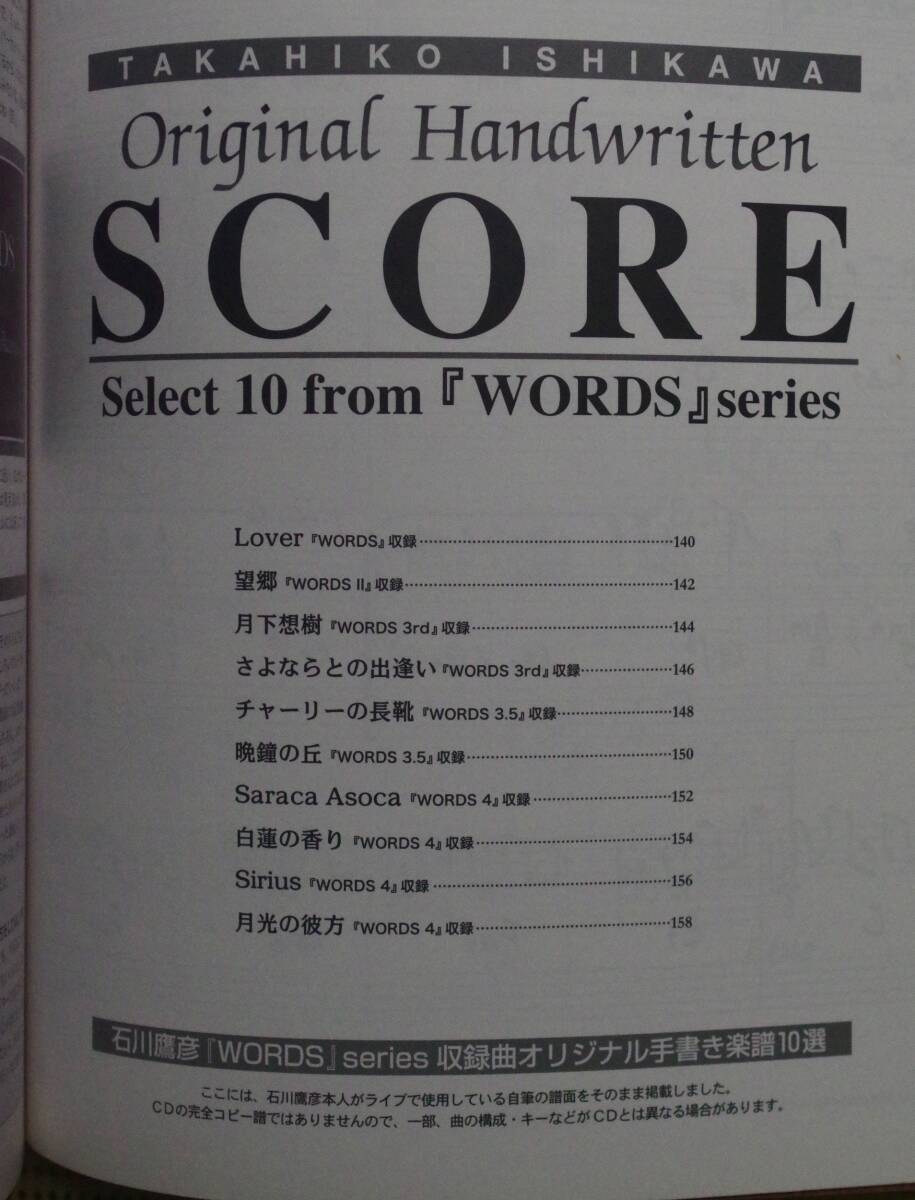 TAKAHIKO ISHIKAWA
Original Handwritten
SCORE
Select 10 from『WORDS』series
Lover『WORDS』収録…………………………………………………140
望郷『WORDS II』収録…………………………………………………142
月下想樹『WORDS 3rd』収録…………………………………………144
さよならとの出逢い『WORDS 3rd』収録…………………146
チャーリーの長靴『WORDS 3.5』収録………………………148
晩鐘の丘『WORDS 3.5』収録…………………………………………150
Saraca Asoca『WORDS 4』収録……………………………152
白蓮の香り『WORDS 4』収録………………………………………154
Sirius『WORDS 4』収録………………………………………………156
月光の彼方『WORDS 4』収録………………………………………158
石川鷹彦『WORDS』series 収録曲オリジナル手書き楽譜10選
ここには、石川鷹彦本人がライブで使用している自筆の譜面をそのまま掲載しました。
CDの完全コピー譜ではありませんので、一部、曲の構成・キーなどがCDとは異なる場合があります。